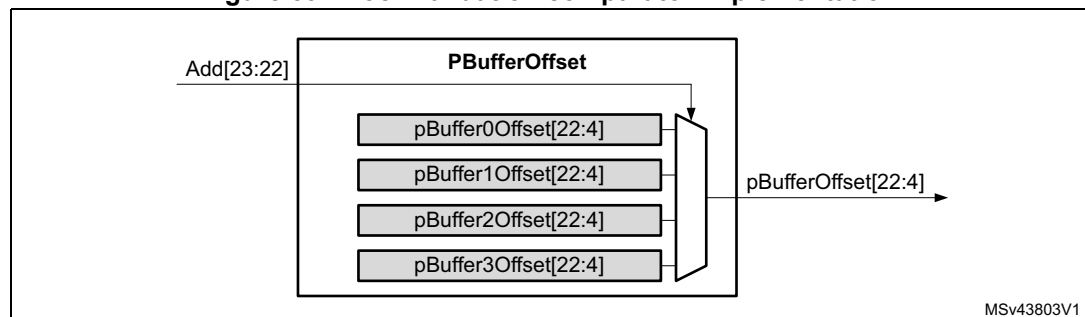 PBufferOffset
Add[23:22]
pBuffer0Offset[22:4]
pBuffer1Offset[22:4]
pBuffer2Offset[22:4]
pBuffer3Offset[22:4]
pBufferOffset[22:4]
MSv43803V1